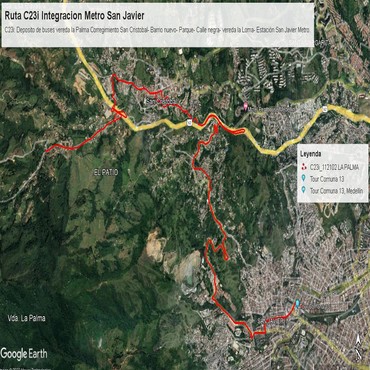 Ruta C23i Integracion Metro San Javier
C23i Deposito de buses vereda la Palma Corregimiento San Cristobal- Barrio nuevo- Parque- Calle negra- vereda la Loma- Estación San Javier Metro.
San Cristobal
Leyenda
C23i_112102 LA PALMA
Tour Comuna 13
Tour Comuna 13, Medellín
EL PATIO
Vda. La Palma
Google Earth